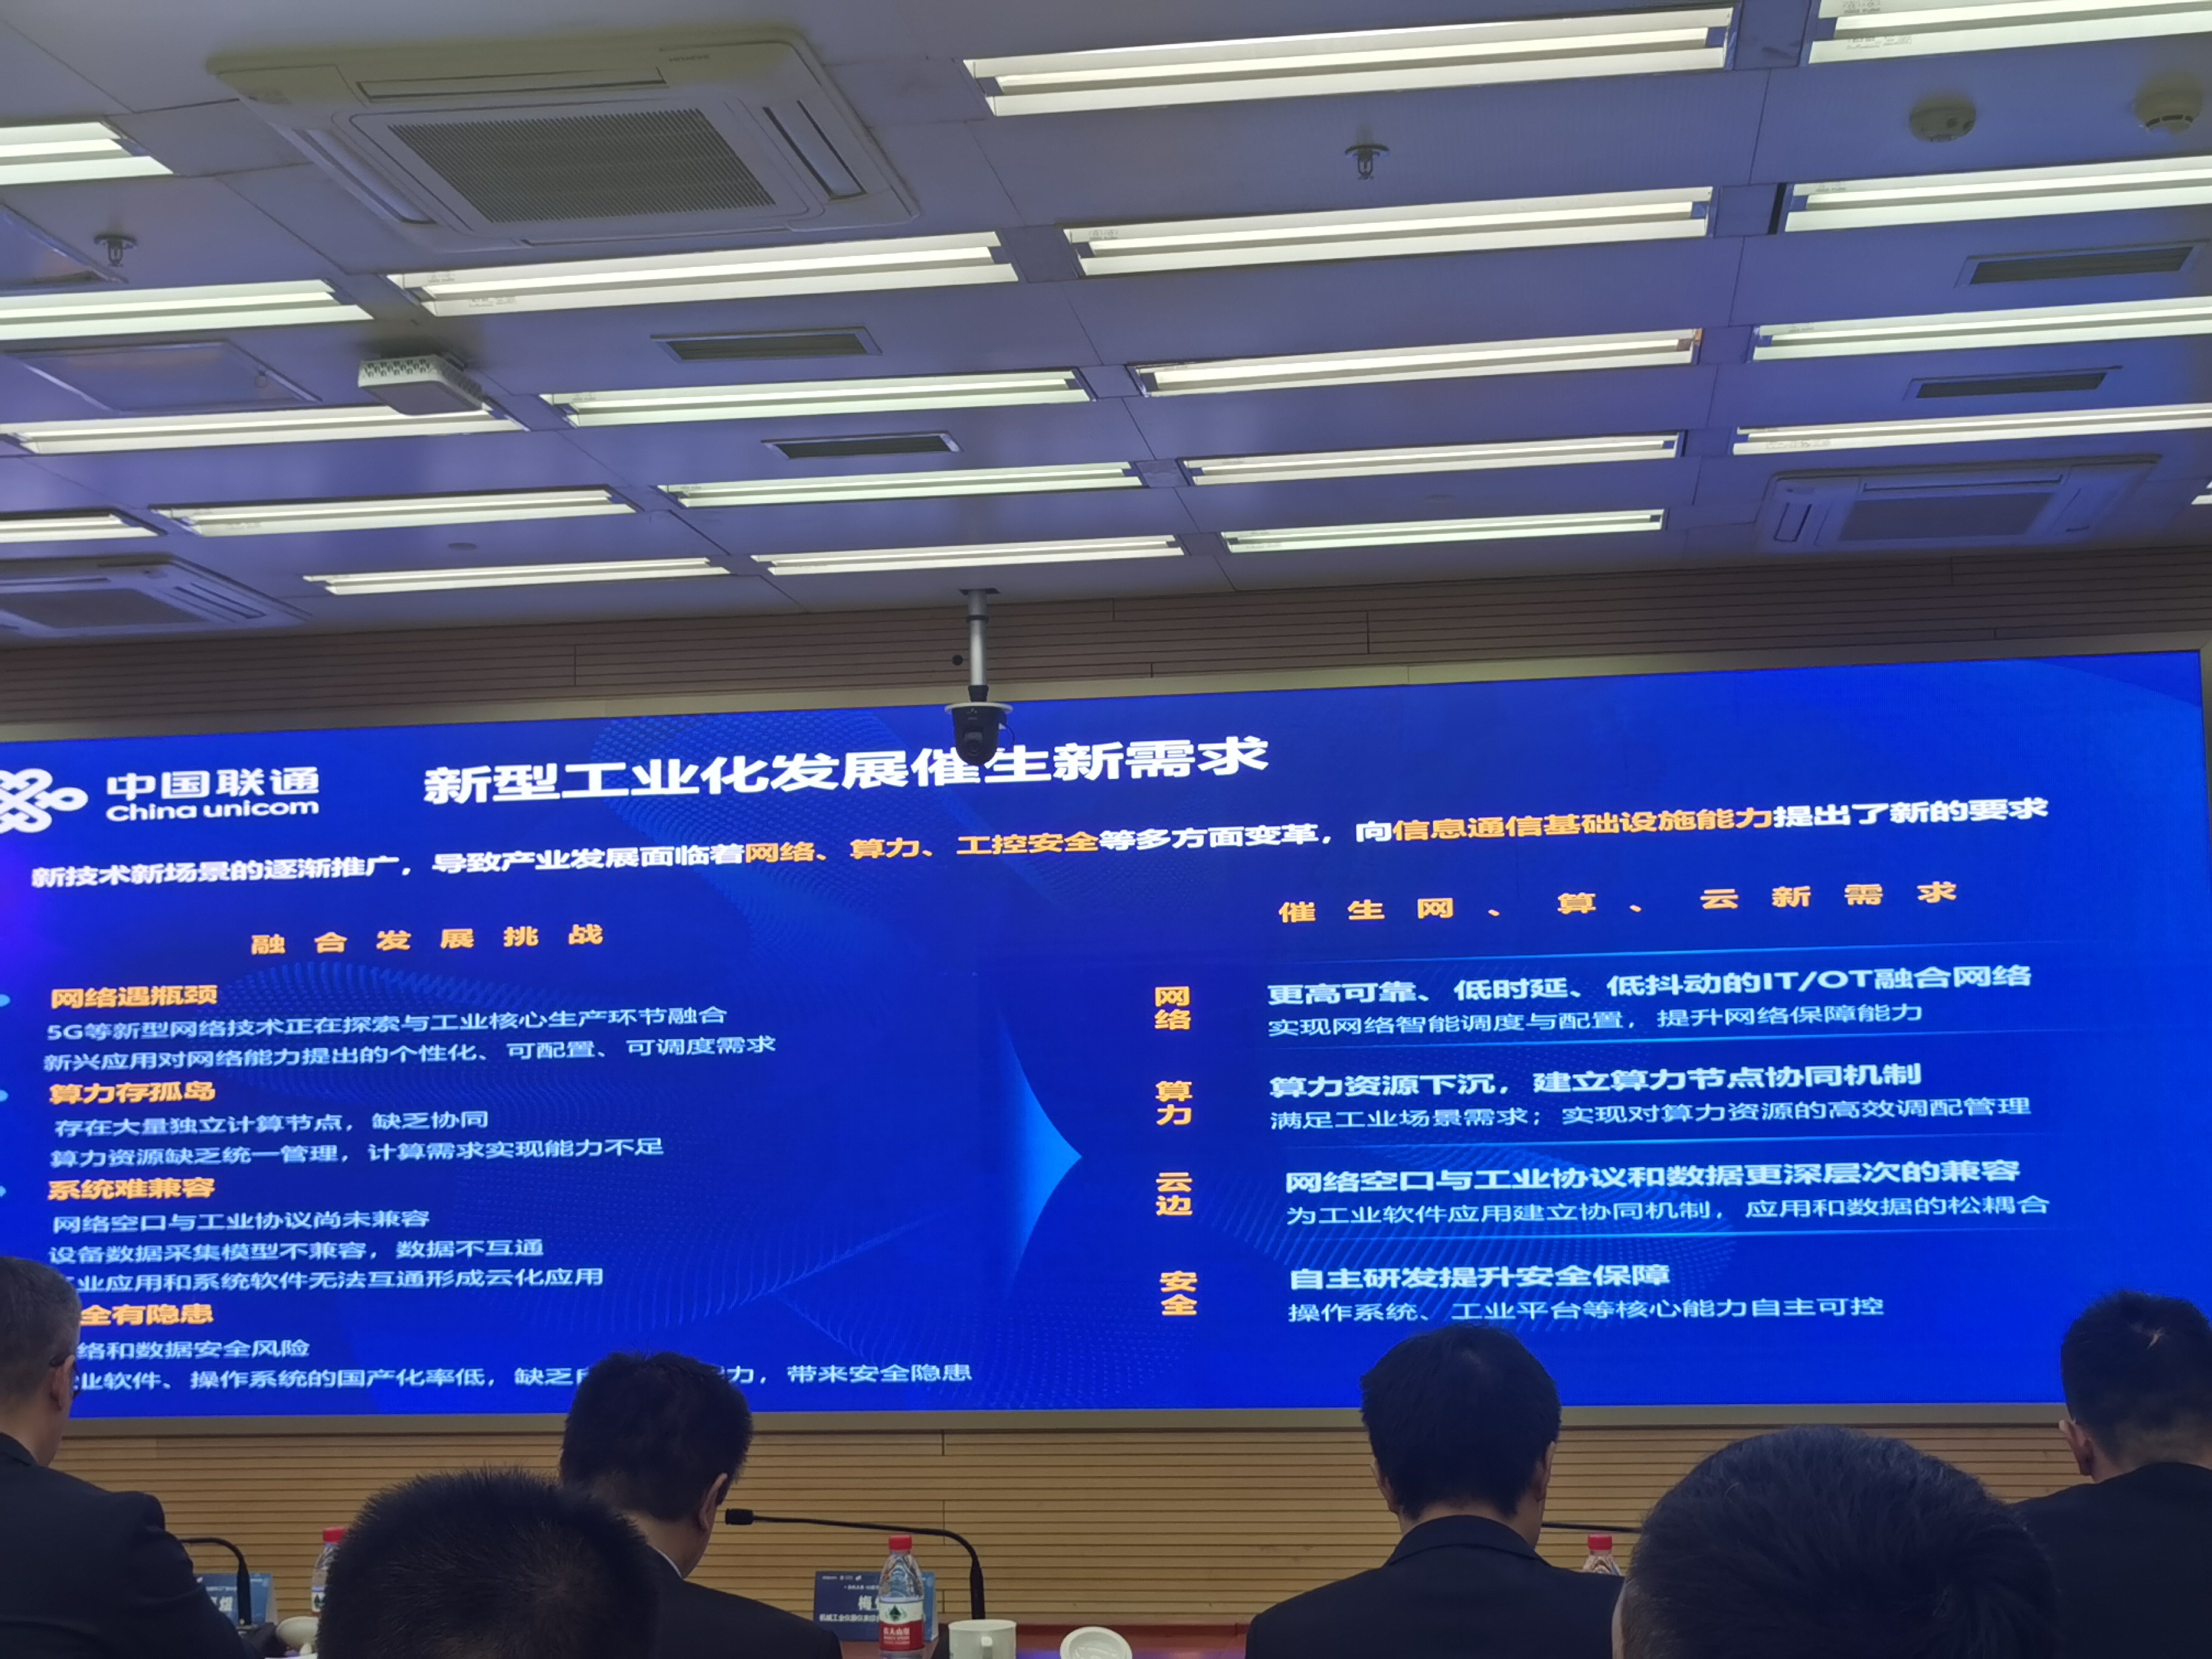 HITACHI
中国联通
China unicom
新型工业化发展催生新需求
新技术新场景的逐渐推广，导致产业发展面临着网络、算力、工控安全等多方面变革，向信息通信基础设施能力提出了新的要求
融合发展挑战
网络遇瓶颈
5G等新型网络技术正在探索与工业核心生产环节融合
新兴应用对网络能力提出的个性化、可配置、可调度需求
算力存孤岛
存在大量独立计算节点，缺乏协同
算力资源缺乏统一管理，计算需求实现能力不足
系统难兼容
网络空口与工业协议尚未兼容
设备数据采集模型不兼容，数据不互通
业应用和系统软件无法互通形成云化应用
全有隐患
络和数据安全风险
业软件、操作系统的国产化率低，缺乏 力，带来安全隐患
催生网、算、云新需求
网络
更高可靠、低时延、低抖动的IT/OT融合网络
实现网络智能调度与配置，提升网络保障能力
算力
算力资源下沉，建立算力节点协同机制
满足工业场景需求；实现对算力资源的高效调配管理
云边
网络空口与工业协议和数据更深层次的兼容
为工业软件应用建立协同机制，应用和数据的松耦合
安全
自主研发提升安全保障
操作系统、工业平台等核心能力自主可控
梅
农夫山泉